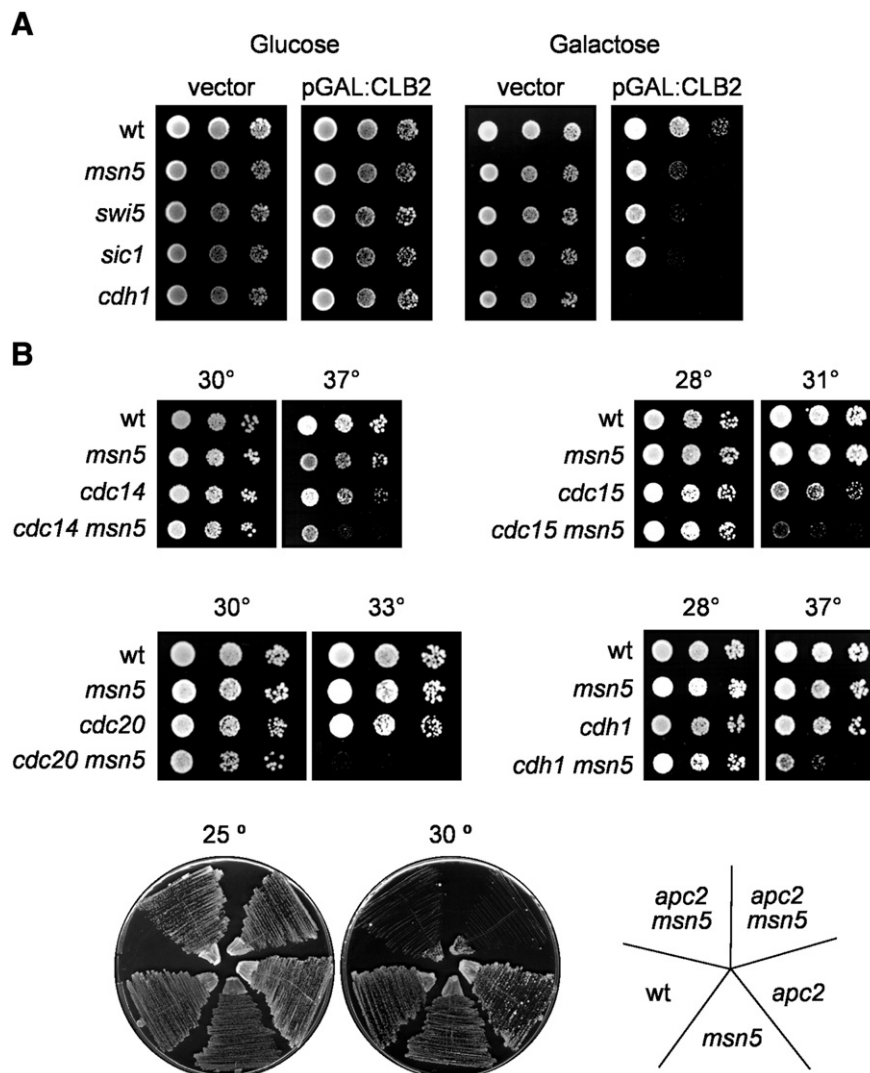 A
Glucose Galactose
vector pGAL:CLB2 vector pGAL:CLB2
wt
msn5
swi5
sic1
cdh1
B
30° 37° 28° 31°
wt wt
msn5 msn5
cdc14 cdc15
cdc14 msn5 cdc15 msn5
30° 33° 28° 37°
wt wt
msn5 msn5
cdc20 cdh1
cdc20 msn5 cdh1 msn5
25 º 30 º
apc2 apc2
msn5 msn5
wt apc2
msn5